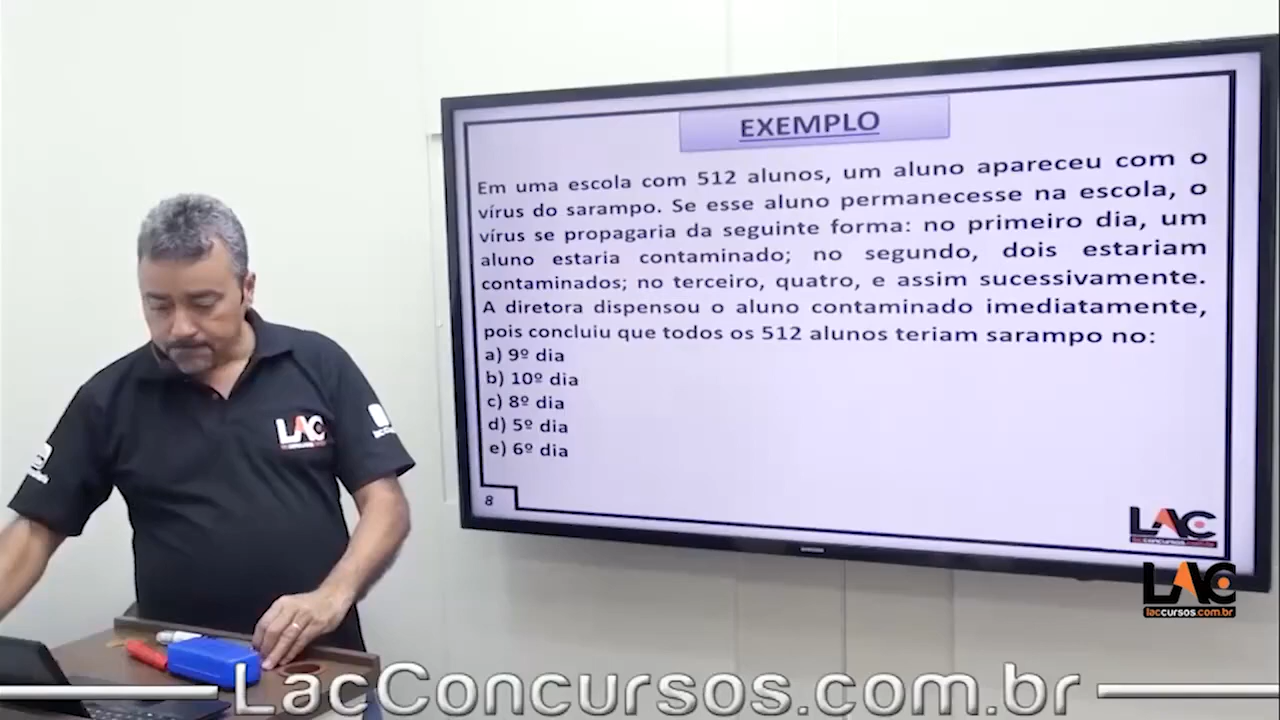 EXEMPLO
Em uma escola com 512 alunos, um aluno apareceu com o
vírus do sarampo. Se esse aluno permanecesse na escola, o
vírus se propagaria da seguinte forma: no primeiro dia, um
aluno estaria contaminado; no segundo, dois estariam
contaminados; no terceiro, quatro, e assim sucessivamente.
A diretora dispensou o aluno contaminado imediatamente,
pois concluiu que todos os 512 alunos teriam sarampo no:
a) 9º dia
b) 10º dia
c) 8º dia
d) 5º dia
e) 6º dia
8
LAC
lacconcursos.com.br
LAC
laccursos.com.br
LAC
LacConcursos.com.br